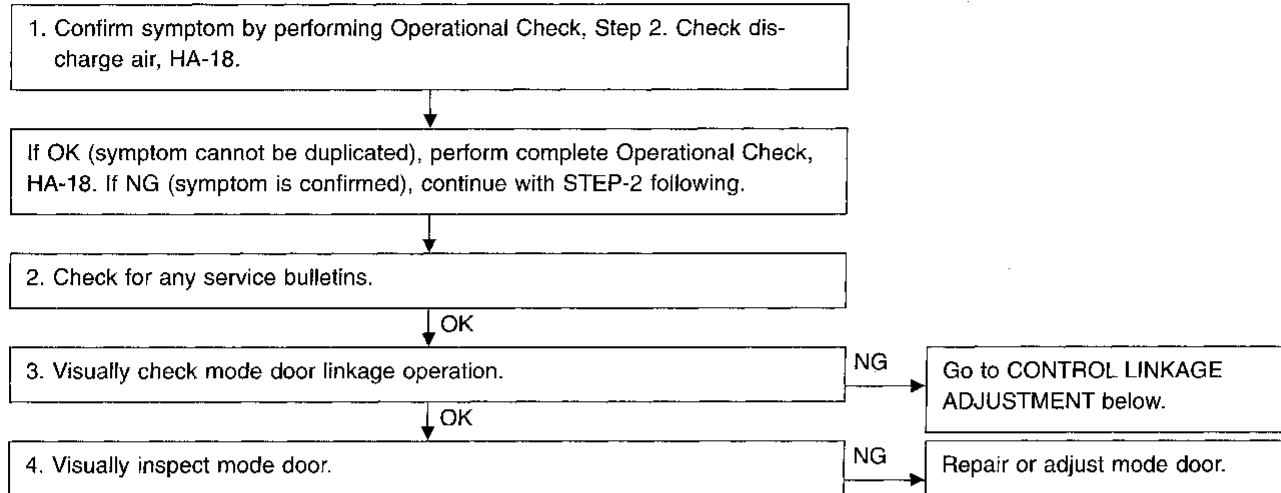 1. Confirm symptom by performing Operational Check, Step 2. Check dis-
charge air, HA-18.
If OK (symptom cannot be duplicated), perform complete Operational Check,
HA-18. If NG (symptom is confirmed), continue with STEP-2 following.
2. Check for any service bulletins.
OK
3. Visually check mode door linkage operation.
NG
Go to CONTROL LINKAGE
ADJUSTMENT below.
OK
4. Visually inspect mode door.
NG
Repair or adjust mode door.